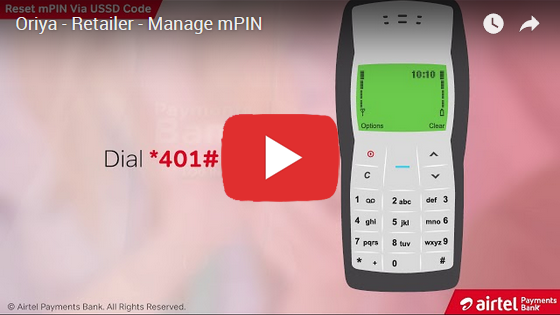 Reset mPIN Via USSD Code
Oriya - Retailer - Manage mPIN
10:10
Options
Clear
Dial *401#
C
1
2 abc
def 3
4 ghi
5 jkl
mno 6
7 pqrs
8 tuv
wxyz 9
* +
0
#
© Airtel Payments Bank. All Rights Reserved.
airtel Payments Bank